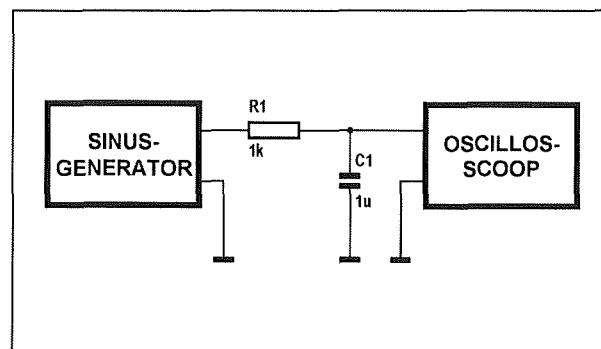 R1
1k
SINUS-
GENERATOR
C1
1u
OSCILLOS-
SCOOP